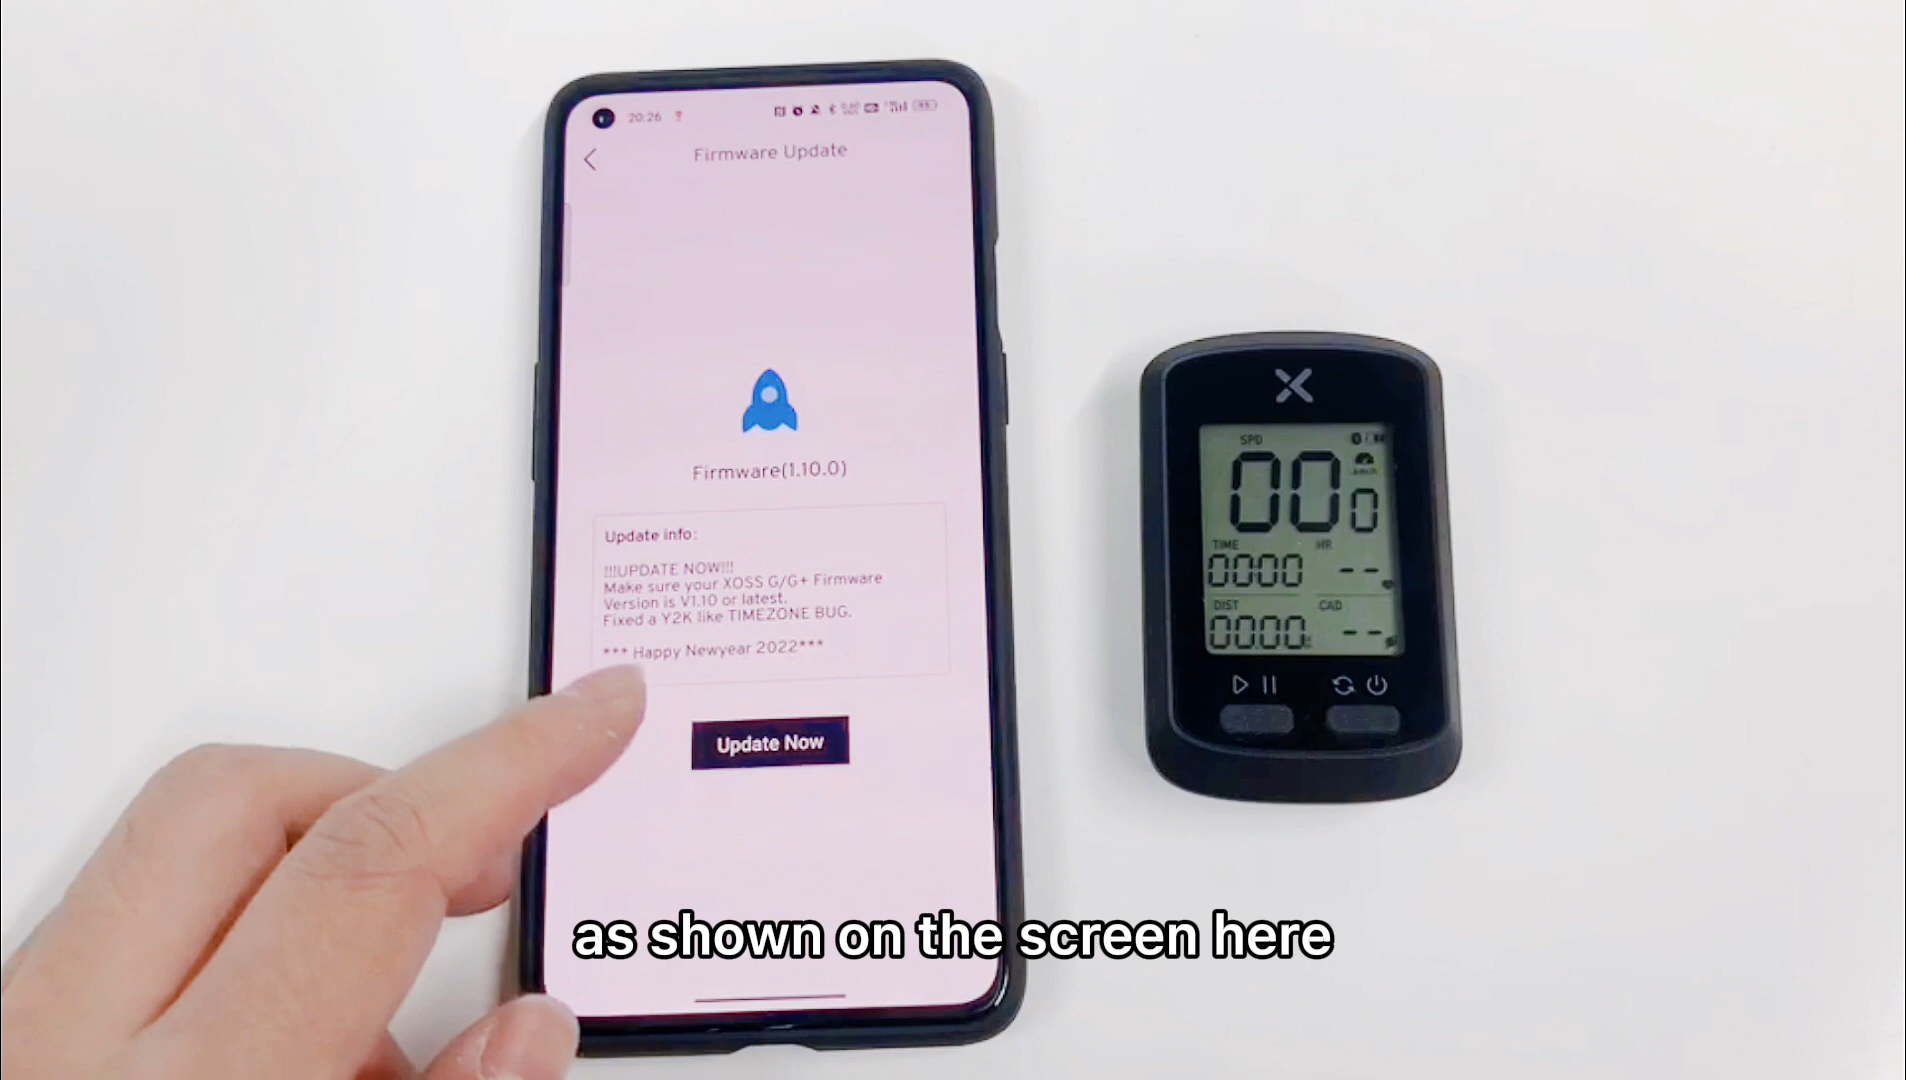 20:26
Firmware Update
Firmware(1.10.0)
Update info:
!!!UPDATE NOW!!!
Make sure your XOSS G/G+ Firmware
Version is V1.10 or latest.
Fixed a Y2K like TIMEZONE BUG.
*** Happy Newyear 2022***
Update Now
SPD
000
TIME
HR
0000
--
DIST
CAD
0000
--
as shown on the screen here